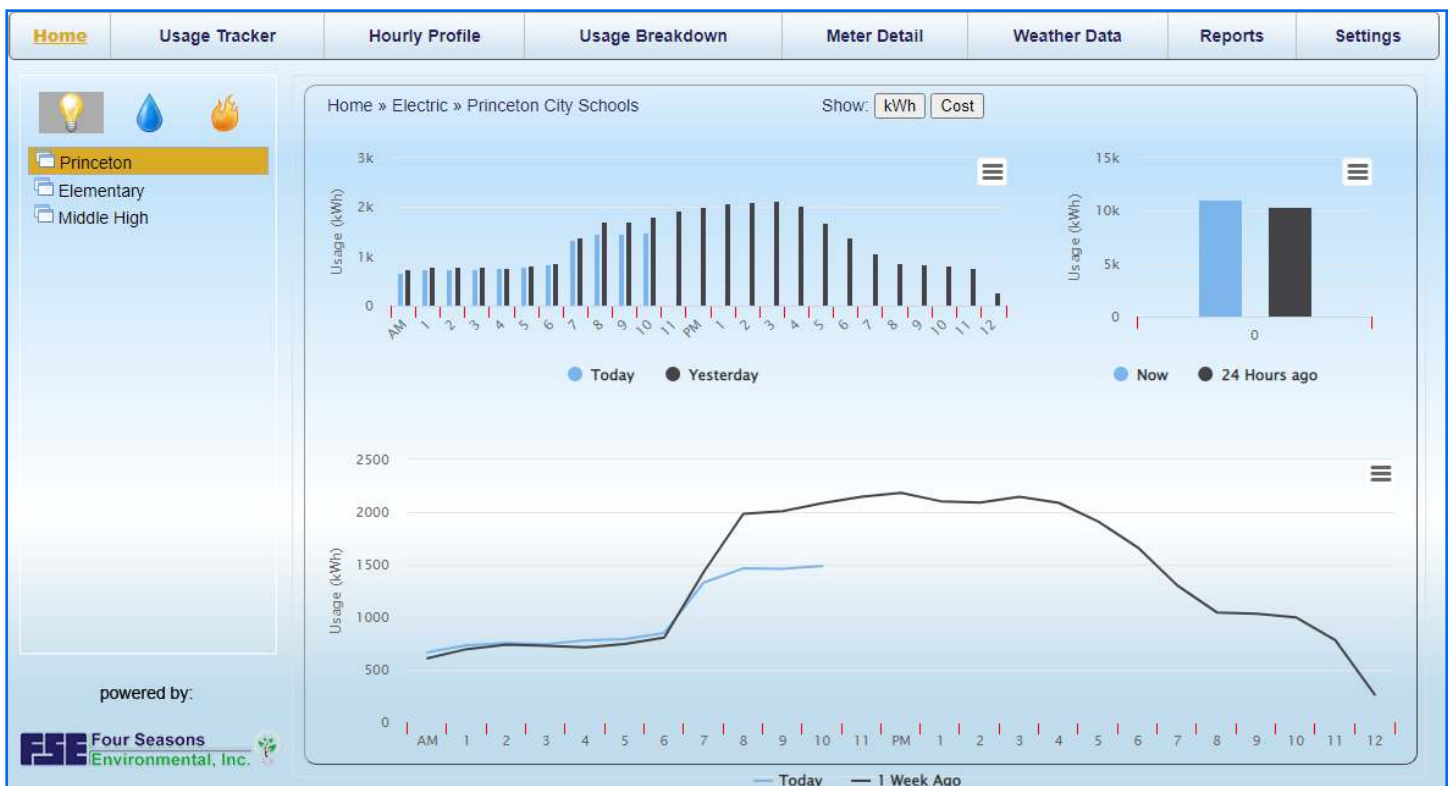 Home Usage Tracker Hourly Profile Usage Breakdown Meter Detail Weather Data Reports Settings
Home » Electric » Princeton City Schools Show: kWh Cost
Princeton
Elementary
Middle High
3k
2k
1k
0
Usage (kWh)
AM 1 2 3 4 5 6 7 8 9 10 11 PM 1 2 3 4 5 6 7 8 9 10 11 12
Today Yesterday
15k
10k
5k
0
Usage (kWh)
0
Now 24 Hours ago
2500
2000
1500
1000
500
0
Usage (kWh)
AM 1 2 3 4 5 6 7 8 9 10 11 PM 1 2 3 4 5 6 7 8 9 10 11 12
Today 1 Week Ago
powered by:
FSE Four Seasons
Environmental, Inc.